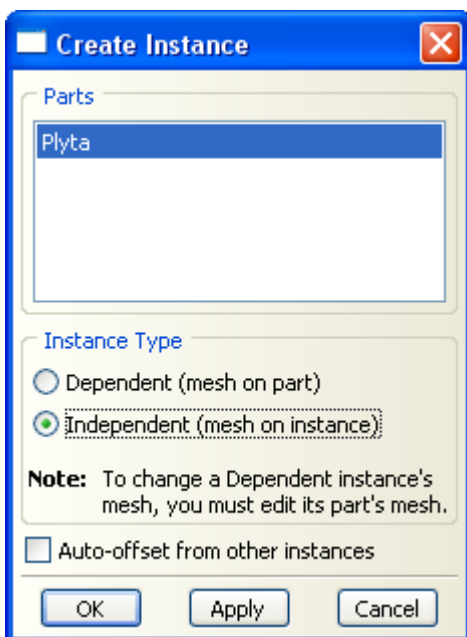 Create Instance
Parts
Plyta
Instance Type
Dependent (mesh on part)
Independent (mesh on instance)
Note: To change a Dependent instance's
mesh, you must edit its part's mesh.
Auto-offset from other instances
OK Apply Cancel